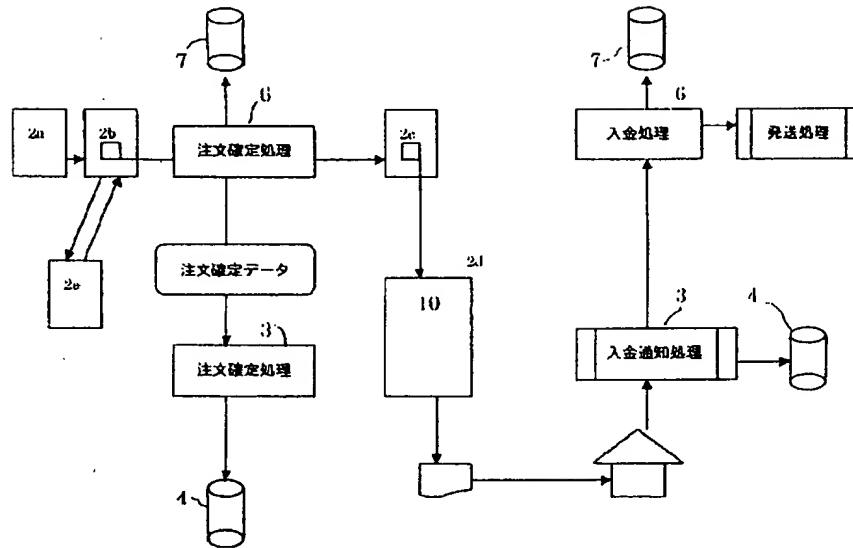 7
7
6
6
2a
2b
注文確定処理
2c
入金処理
発送処理
2e
注文確定データ
2d
10
3
注文確定処理
3
入金通知処理
4
4